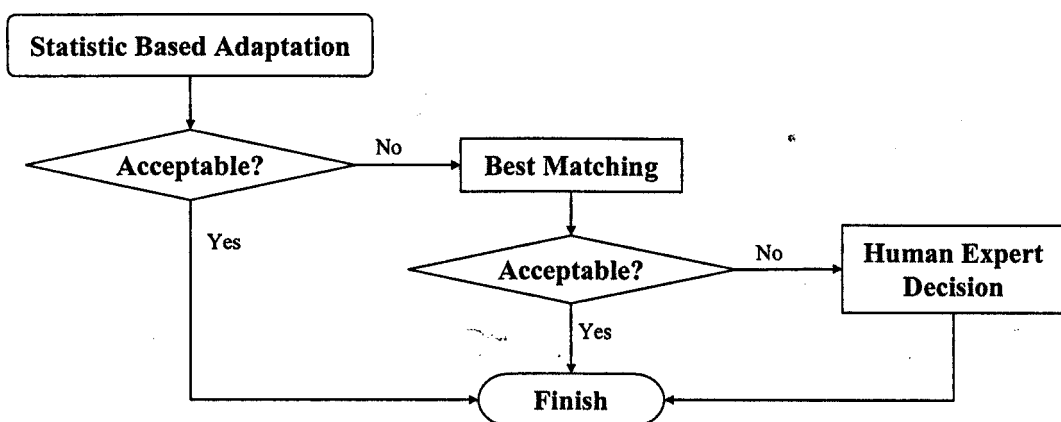 Statistic Based Adaptation
Acceptable?
No
Best Matching
Yes
Acceptable?
No
Human Expert
Decision
Yes
Finish